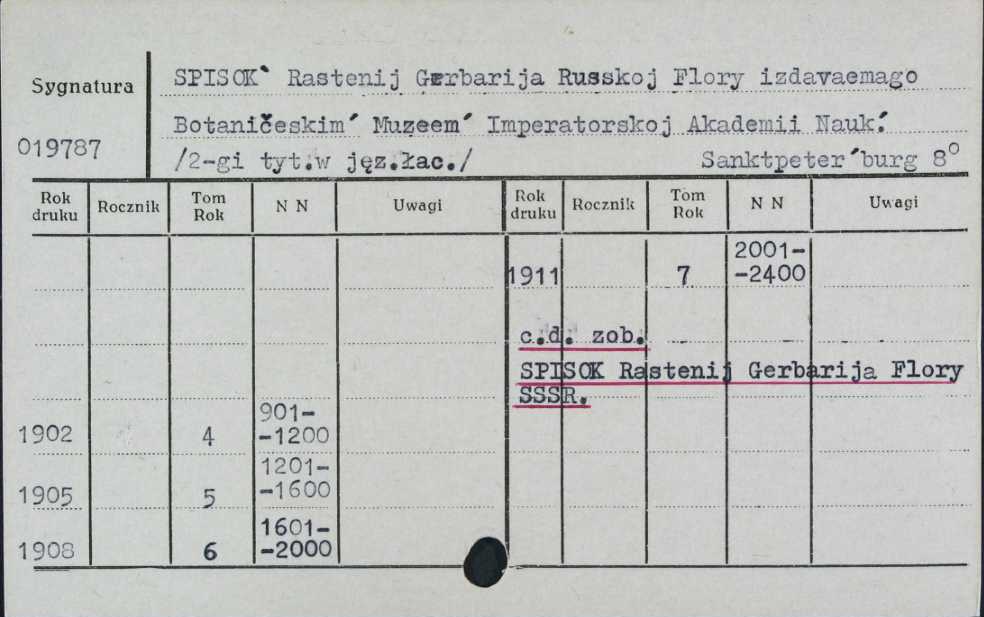 Sygnatura
019787
SPISOK` Rastenij Gerbarija Russkoj Flory izdavaemago
Botaničeskim´ Muzeem´ Imperatorskoj Akademii Nauk´.
/2-gi tyt.w jęz.łac./ Sanktpeter´burg 8°
Rok druku Rocznik Tom Rok N N Uwagi Rok druku Rocznik Tom Rok N N Uwagi
1911 7 2001-
-2400
c.d. zob.
SPISOK Rastenij Gerbarija Flory
SSSR.
1902 4 901-
-1200
1905 5 1201-
-1600
1908 6 1601-
-2000